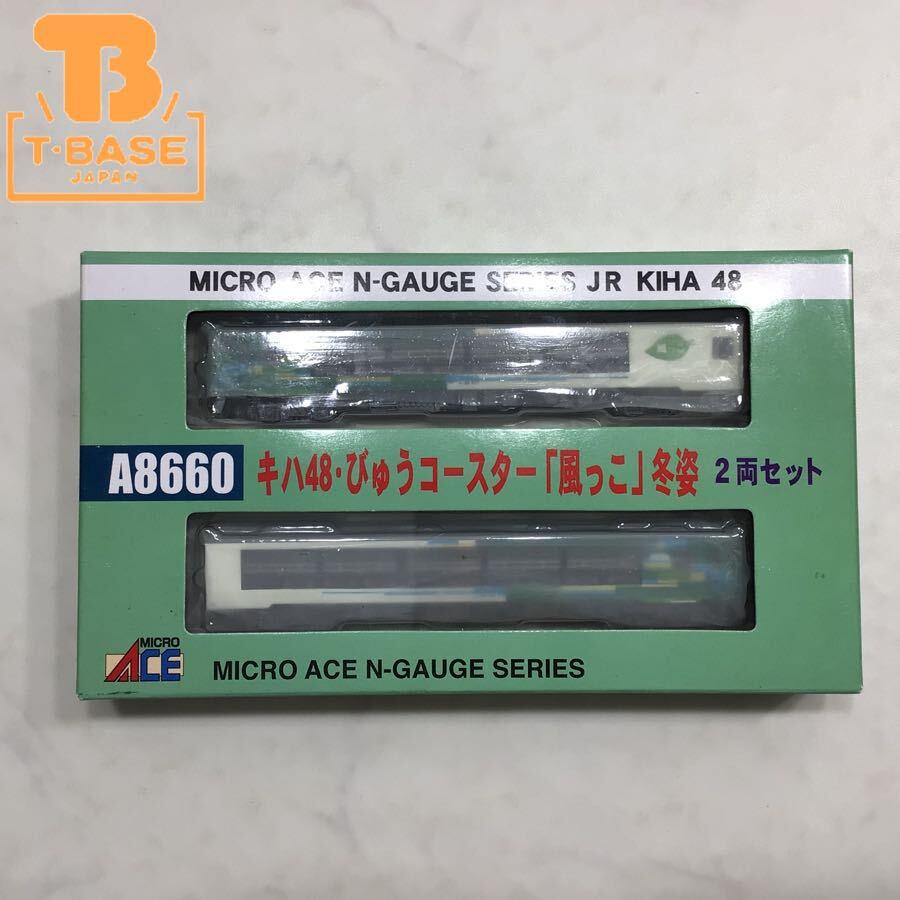 T・BASE
JAPAN
MICRO ACE N-GAUGE SERIES JR KIHA 48
A8660 キハ48・びゅうコースター「風っこ」冬姿 2両セット
MICRO
ACE
MICRO ACE N-GAUGE SERIES